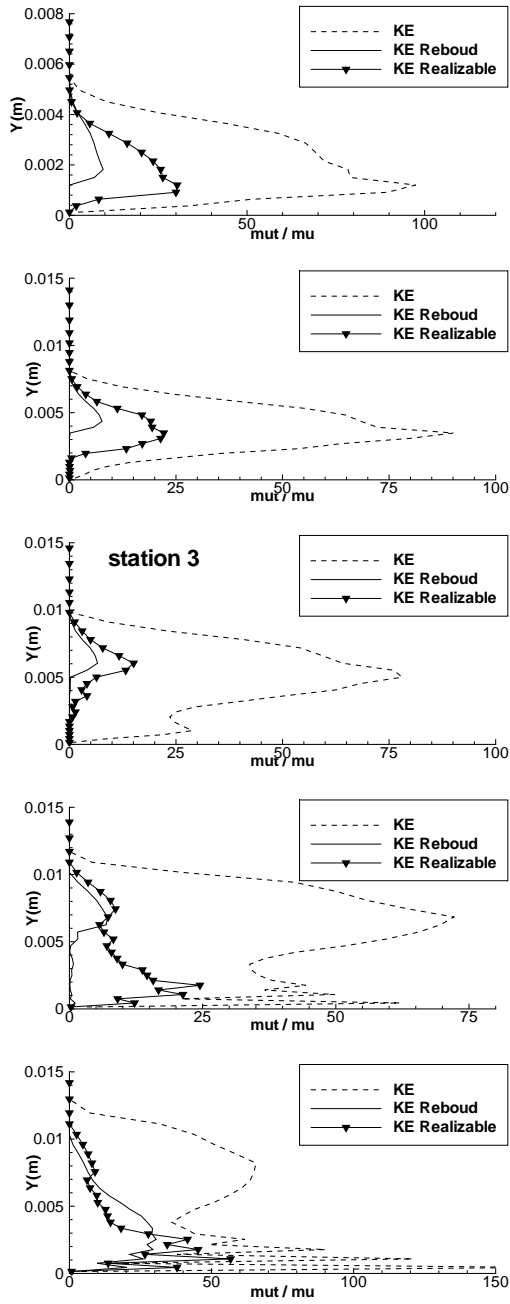 0.008
0.006
0.004
0.002
0
Y(m)
0
50
100
mut / mu
KE
KE Reboud
KE Realizable
0.015
0.01
0.005
0
Y(m)
0
25
50
75
100
mut / mu
KE
KE Reboud
KE Realizable
station 3
0.015
0.01
0.005
0
Y(m)
0
25
50
75
100
mut / mu
KE
KE Reboud
KE Realizable
0.015
0.01
0.005
0
Y(m)
0
25
50
75
mut / mu
KE
KE Reboud
KE Realizable
0.015
0.01
0.005
0
Y(m)
0
50
100
150
mut / mu
KE
KE Reboud
KE Realizable